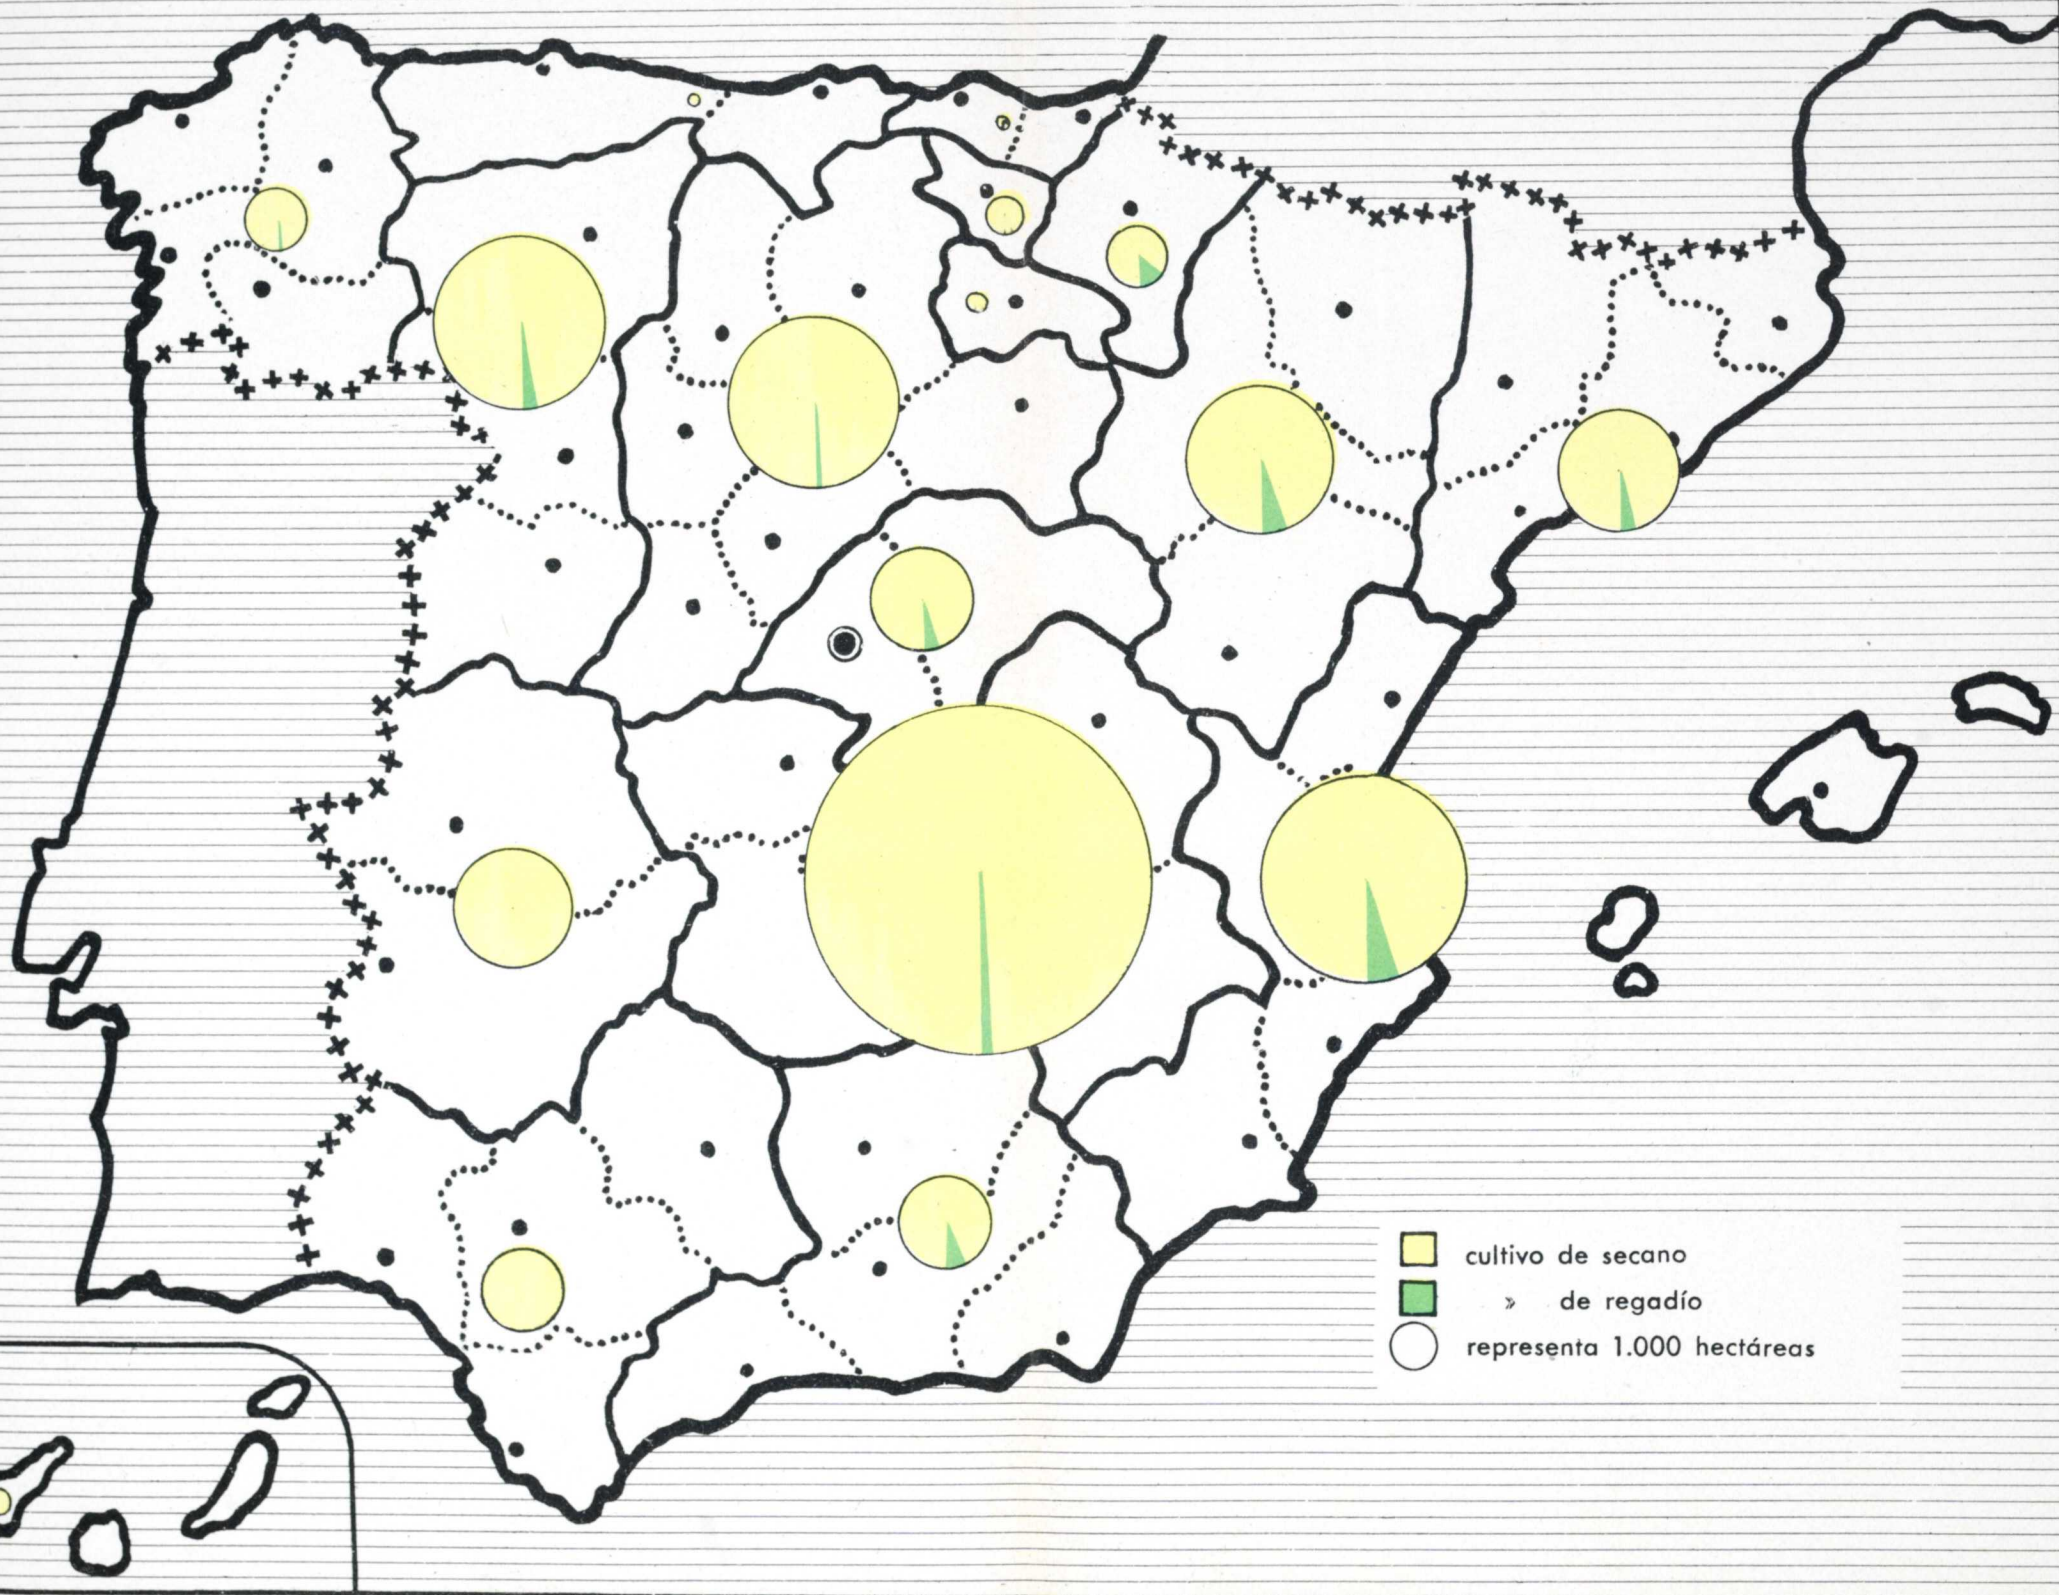 cultivo de secano
» de regadío
representa 1.000 hectáreas